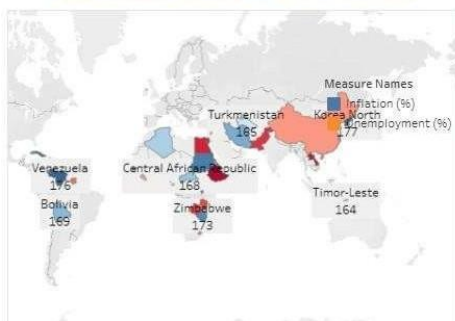 Measure Names
Inflation (%)
Unemployment (%)
Turkmenistan
165
Korea North
177
Venezuela
176
Central African Republic
168
Bolivia
169
Zimbabwe
173
Timor-Leste
164